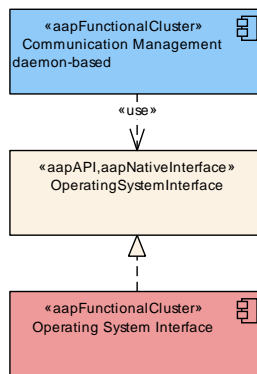 «aapFunctionalCluster»
Communication Management
daemon-based
«use»
«aapAPI,aapNativeInterface»
OperatingSystemInterface
«aapFunctionalCluster»
Operating System Interface